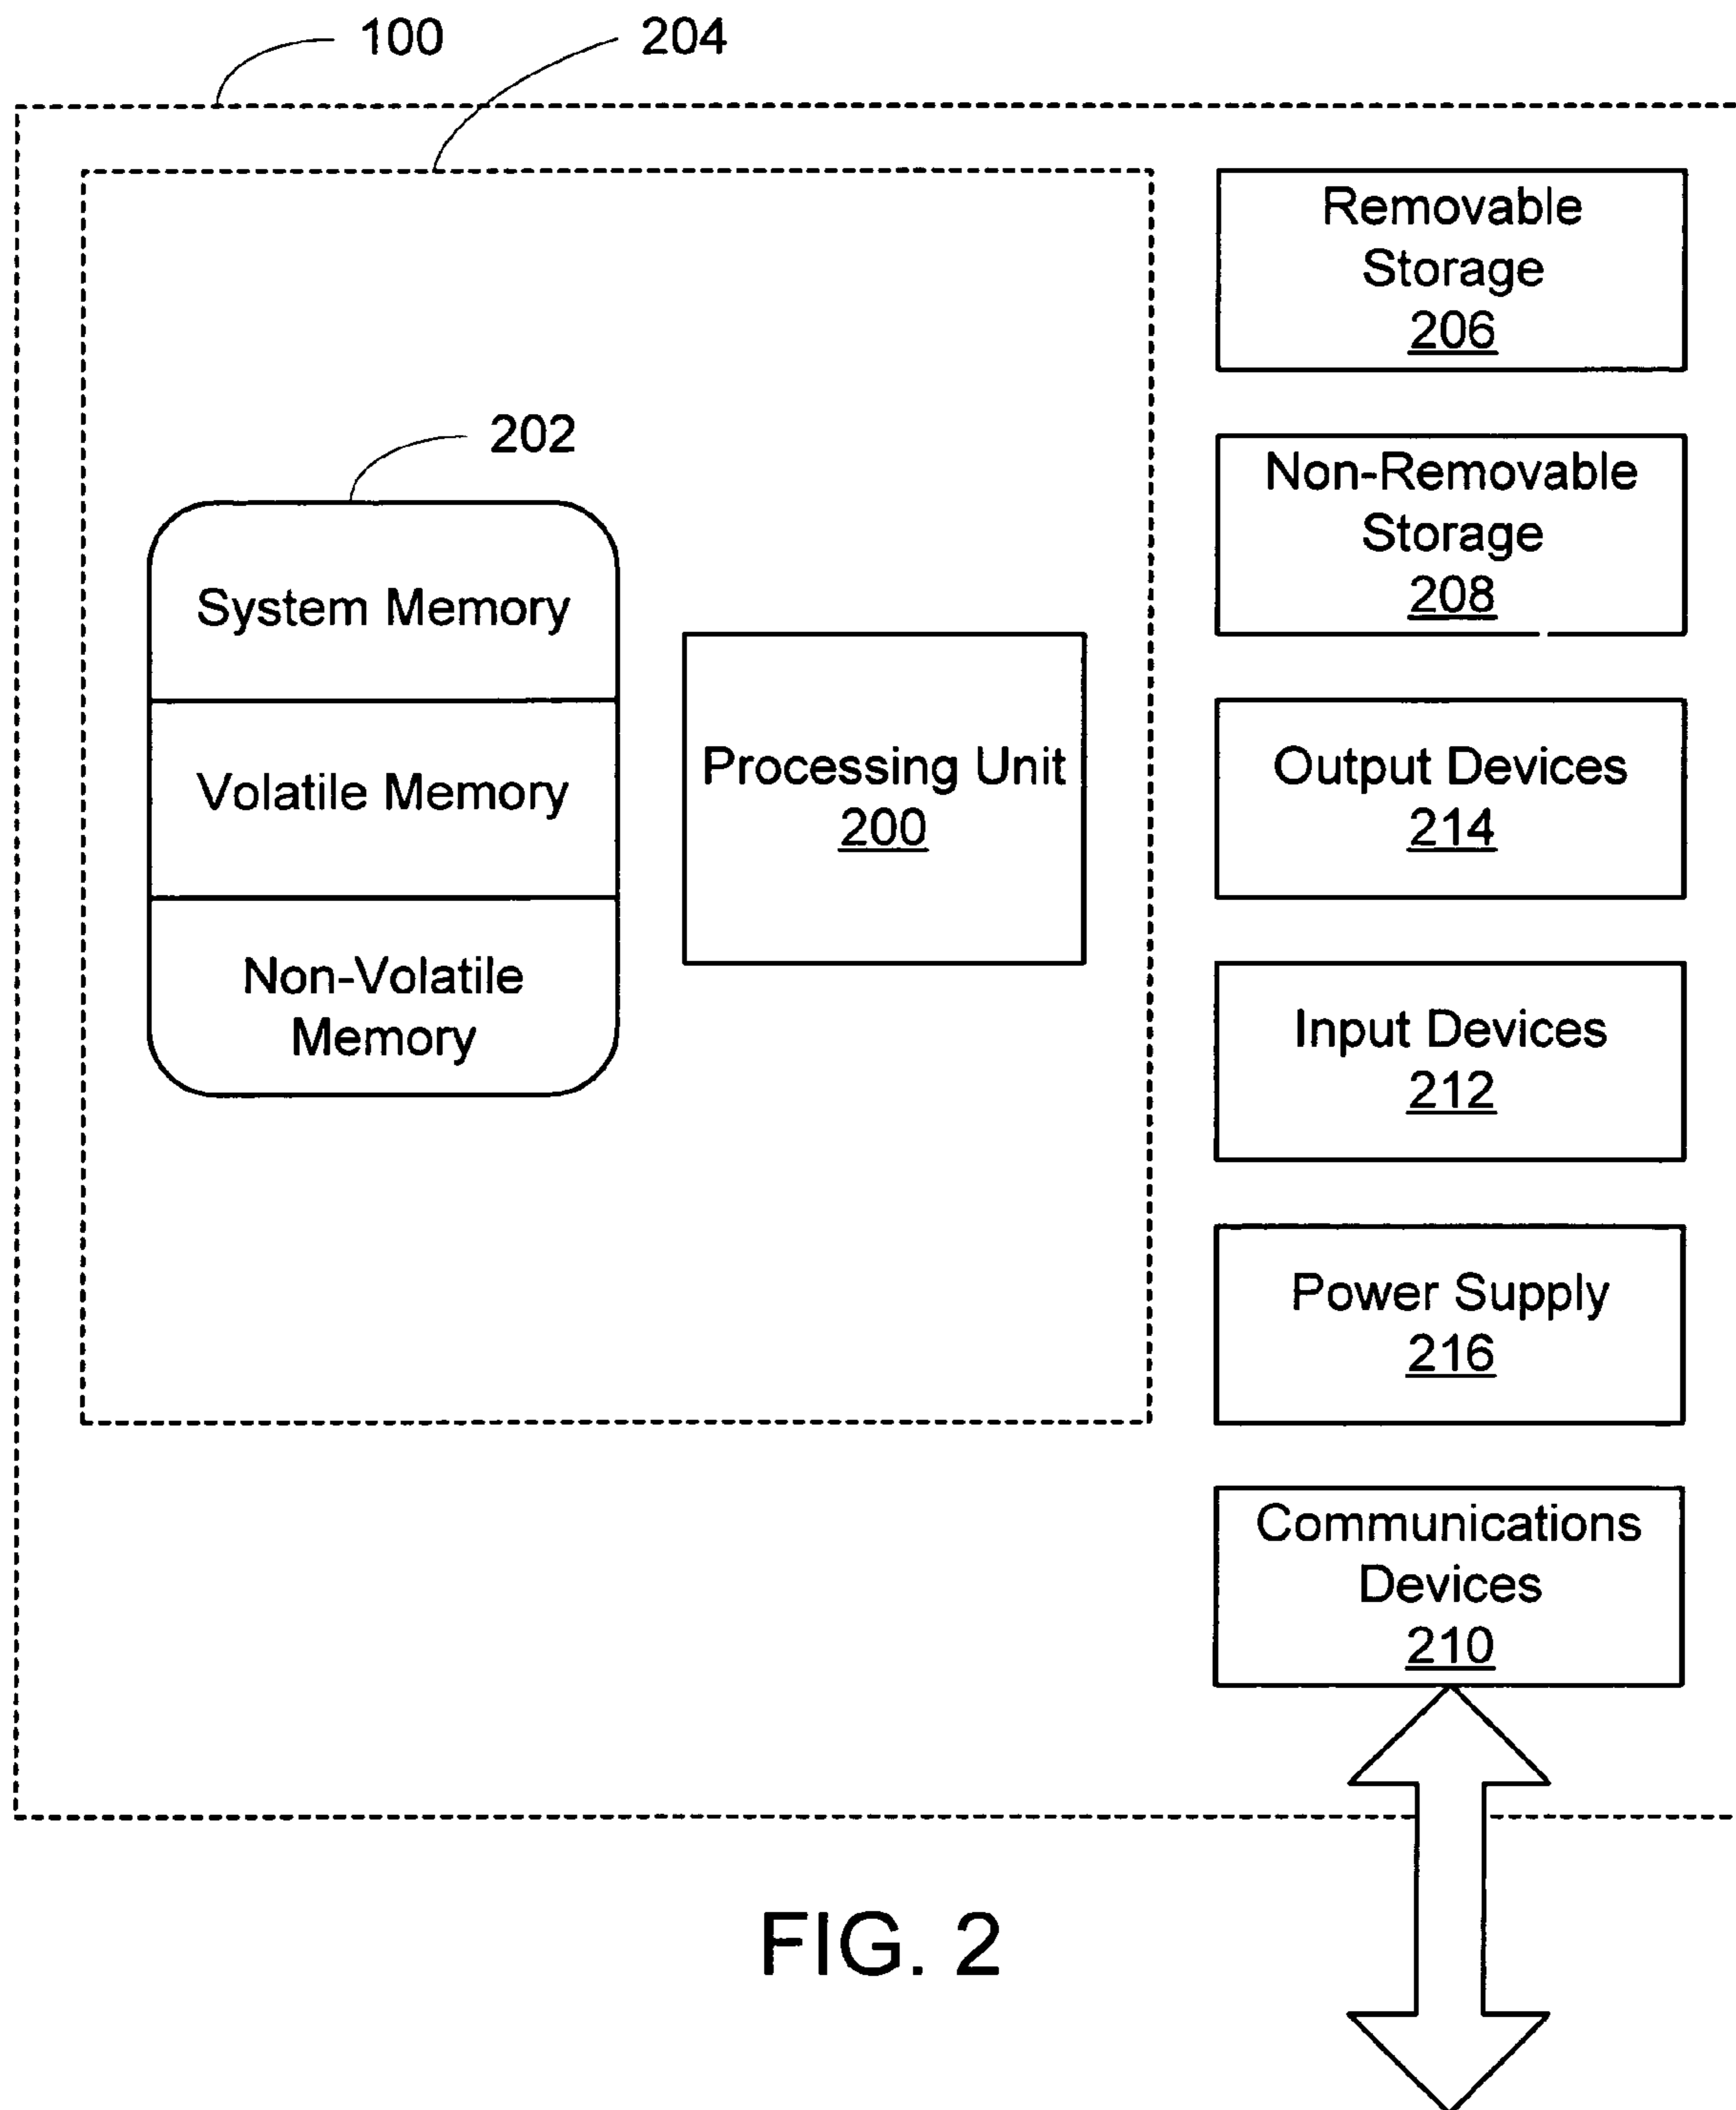 100
204
202
System Memory
Volatile Memory
Non-Volatile
Memory
Processing Unit
200
Removable
Storage
206
Non-Removable
Storage
208
Output Devices
214
Input Devices
212
Power Supply
216
Communications
Devices
210
FIG. 2